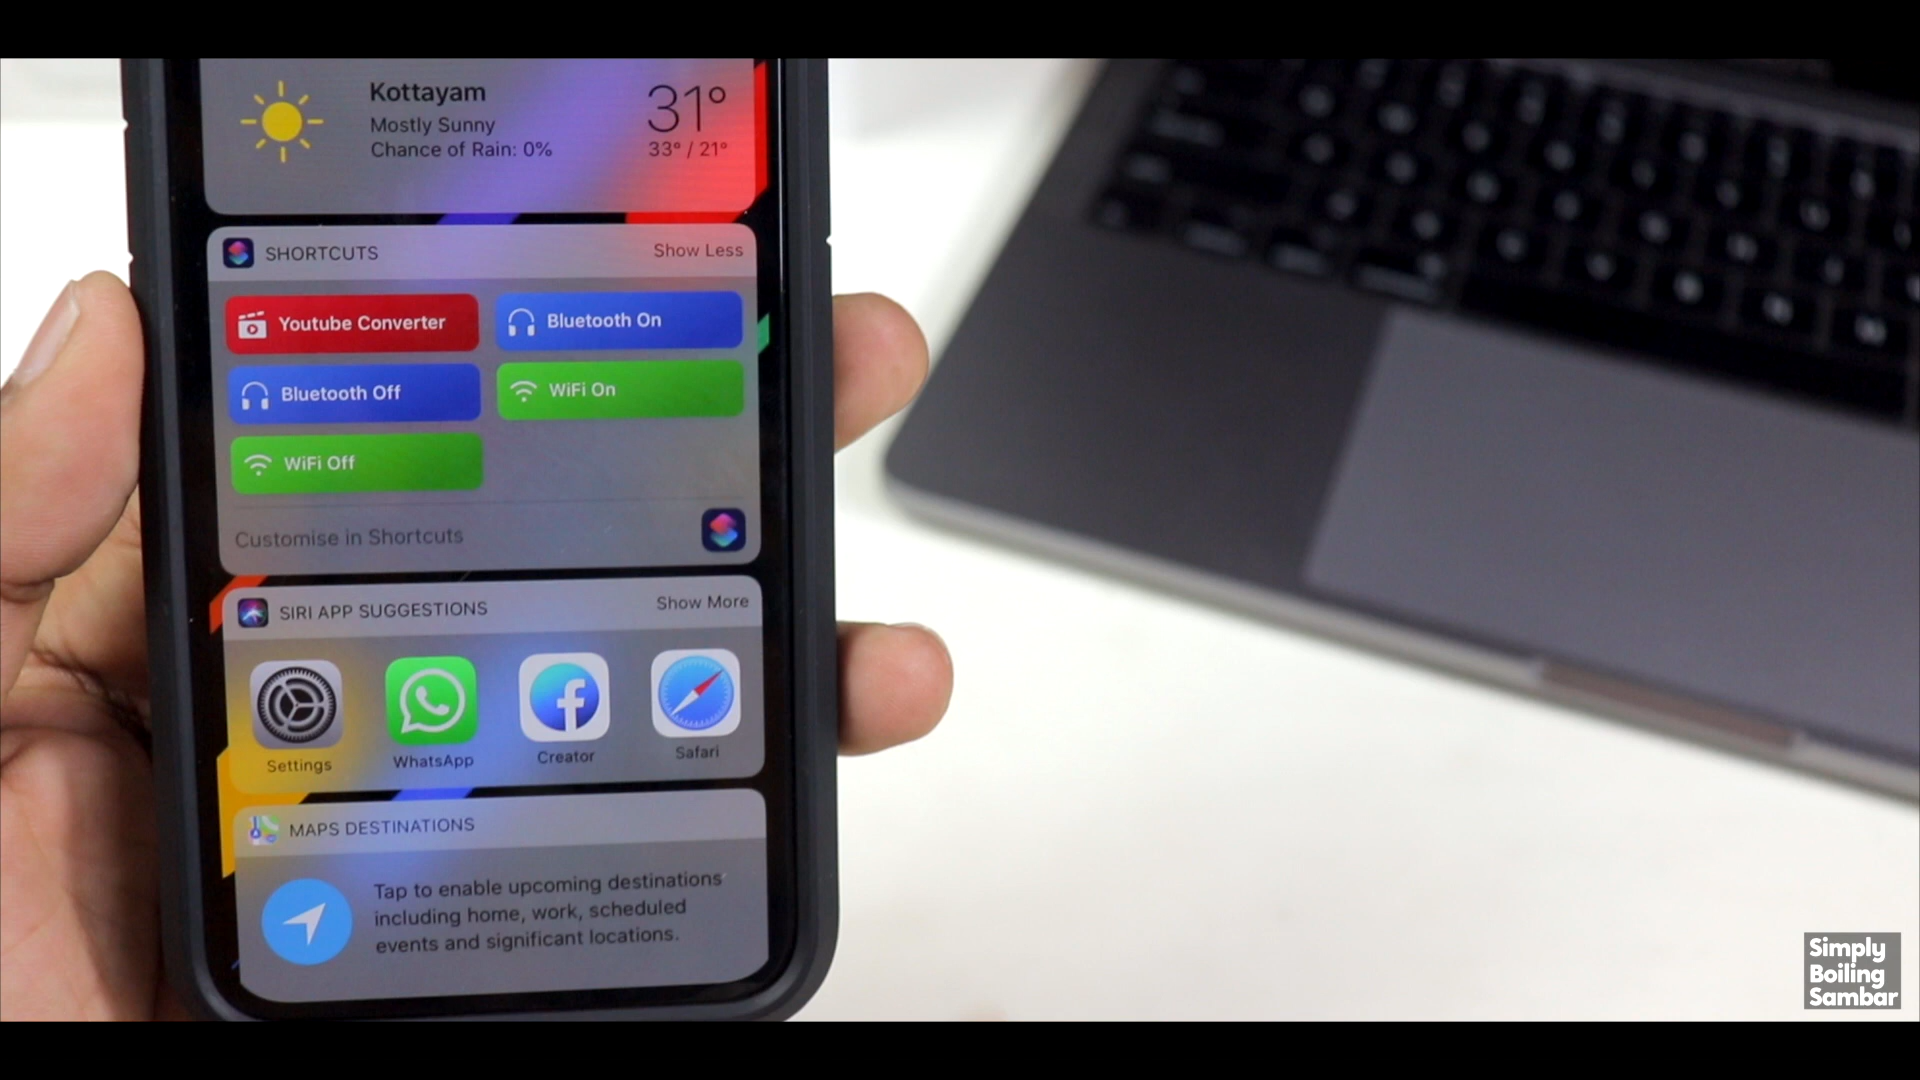 Kottayam
Mostly Sunny
Chance of Rain: 0%
31°
33° / 21°
SHORTCUTS
Show Less
Youtube Converter
Bluetooth On
Bluetooth Off
WiFi On
WiFi Off
Customise in Shortcuts
SIRI APP SUGGESTIONS
Show More
Settings
WhatsApp
Creator
Safari
MAPS DESTINATIONS
Tap to enable upcoming destinations
including home, work, scheduled
events and significant locations.
Simply
Boiling
Sambar